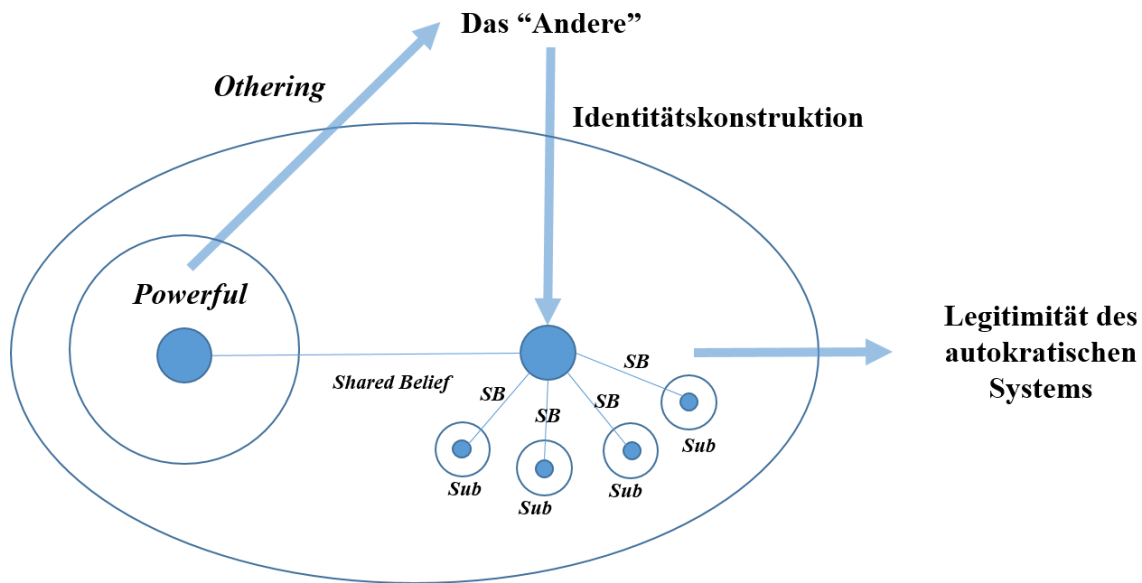 Das “Andere”
Othering
Identitätskonstruktion
Powerful
Legitimität des
autokratischen
Systems
Shared Belief
SB
SB
SB
SB
Sub
Sub
Sub
Sub